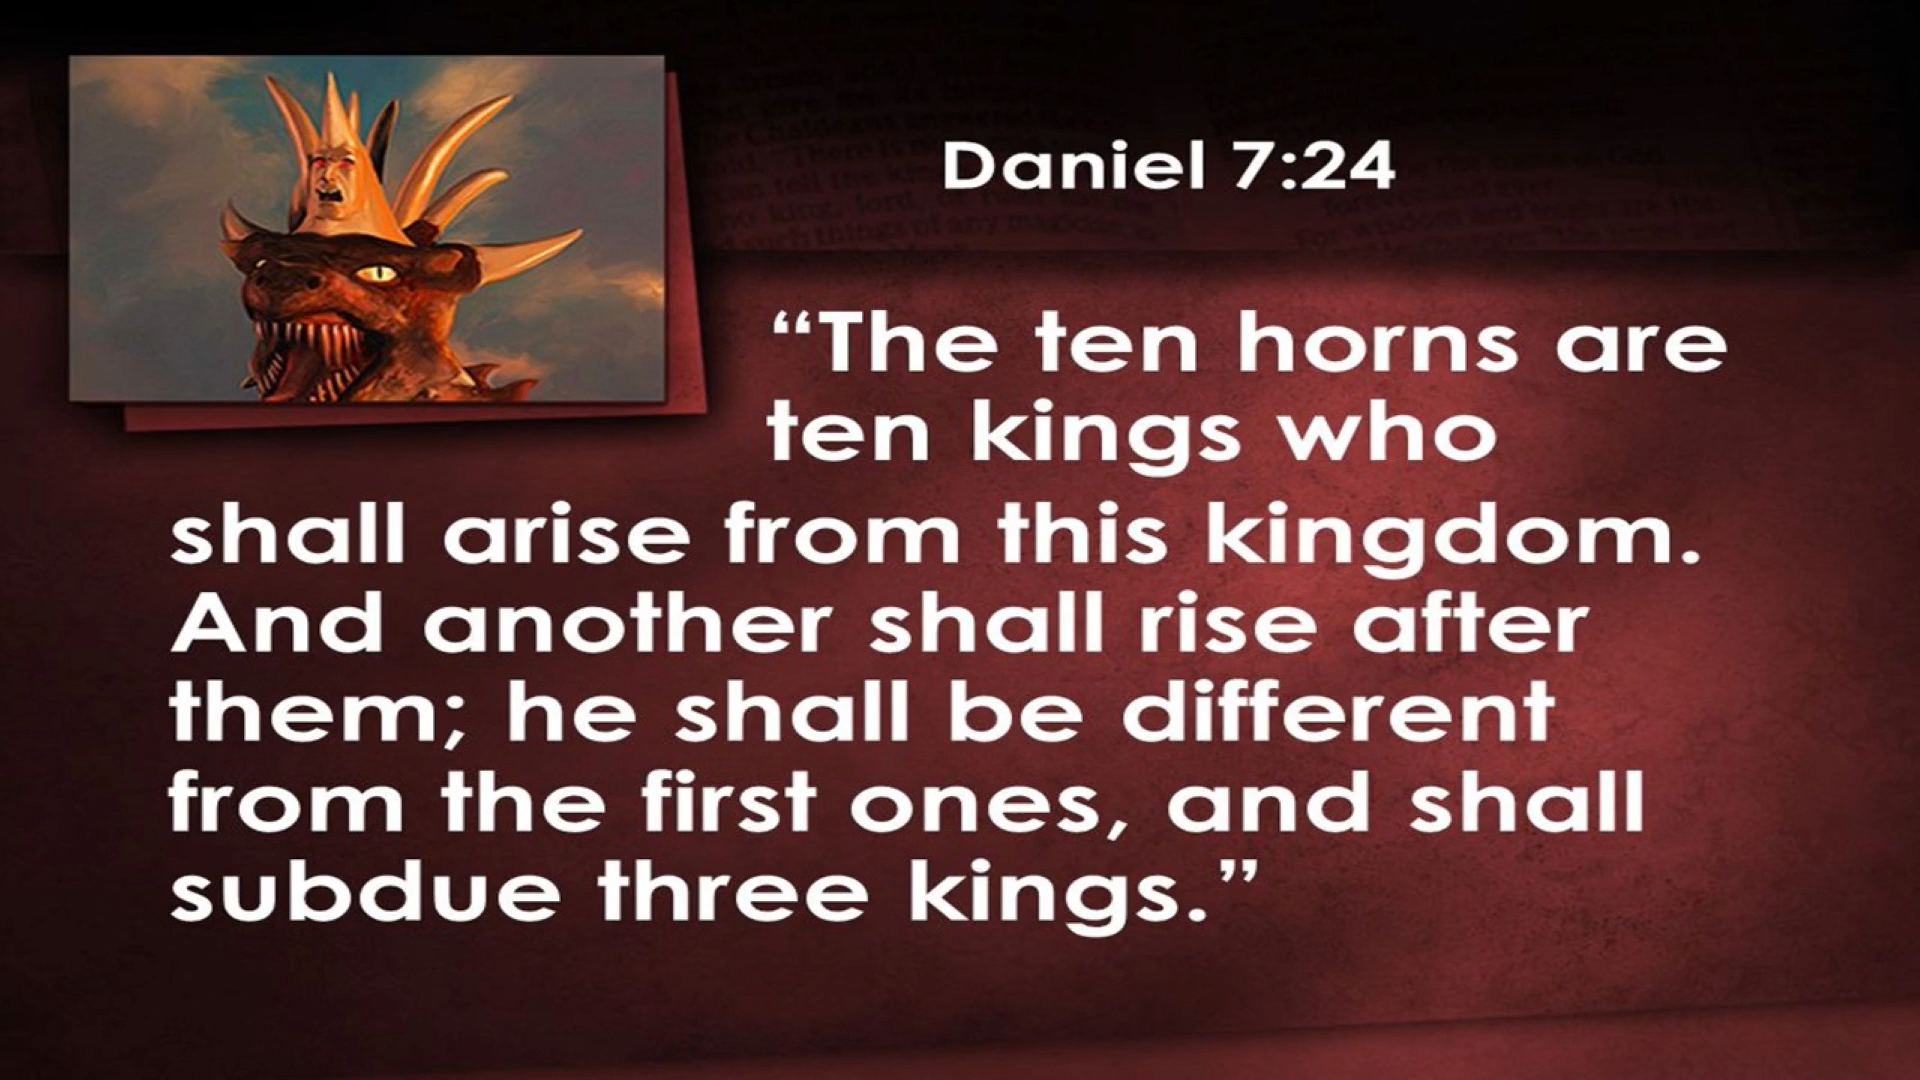 Daniel 7:24
“The ten horns are
ten kings who
shall arise from this kingdom.
And another shall rise after
them; he shall be different
from the first ones, and shall
subdue three kings.”